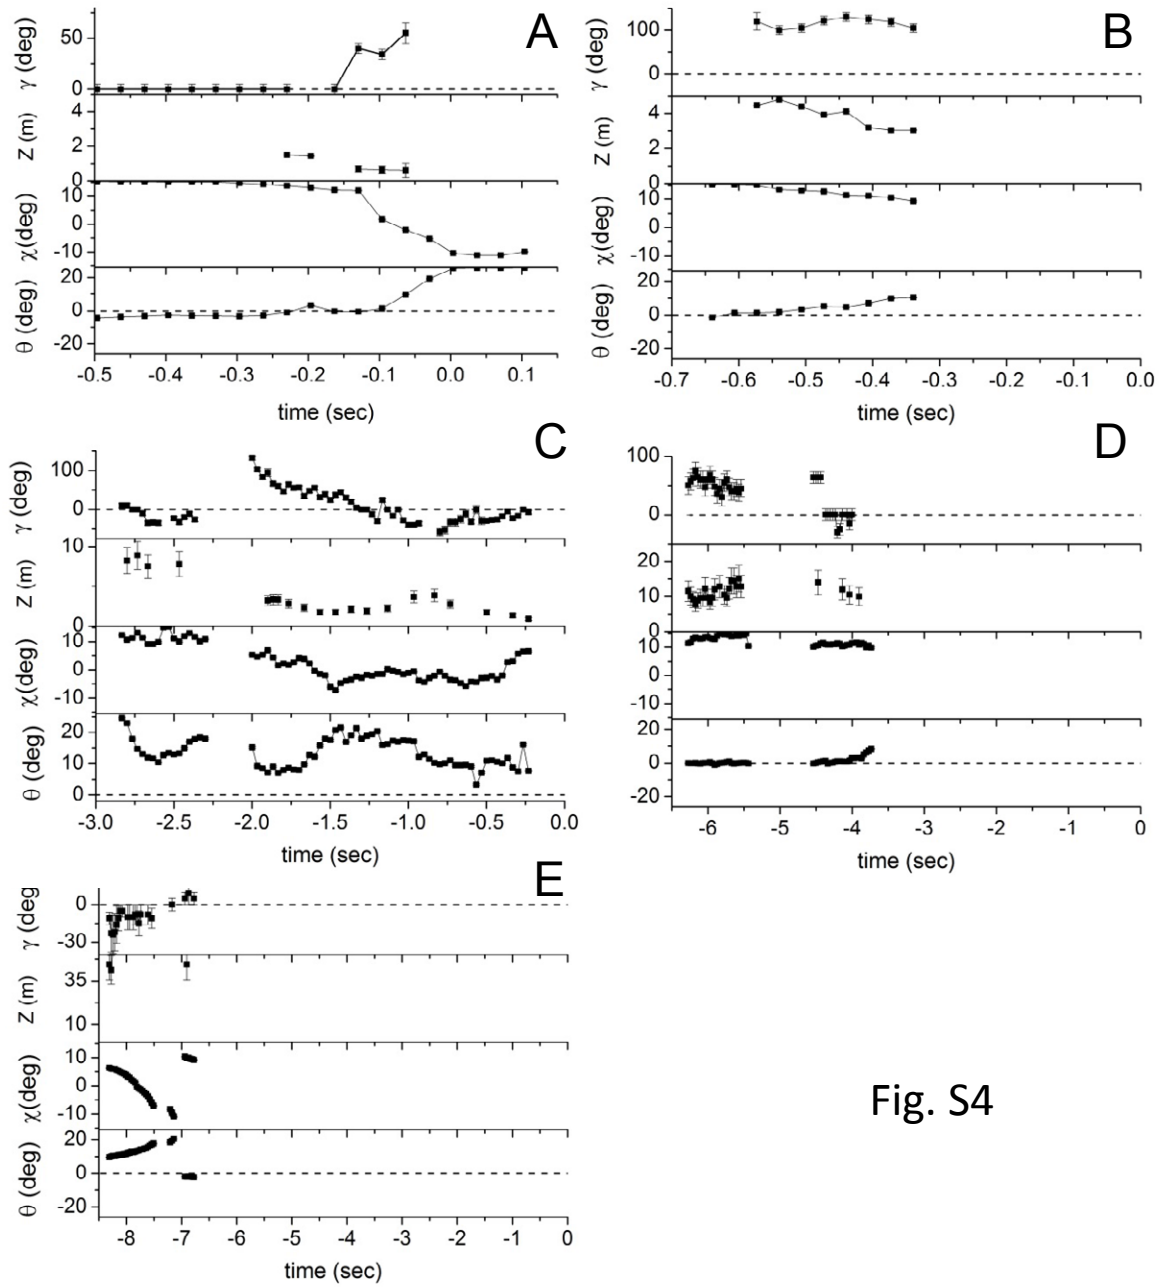 A
γ (deg)
50
0
Z (m)
4
2
0
χ(deg)
10
0
-10
θ (deg)
20
0
-20
-0.5 -0.4 -0.3 -0.2 -0.1 0.0 0.1
time (sec)
B
γ (deg)
100
0
Z (m)
4
2
0
χ(deg)
10
0
-10
θ (deg)
20
0
-20
-0.7 -0.6 -0.5 -0.4 -0.3 -0.2 -0.1 0.0
time (sec)
C
γ (deg)
100
0
Z (m)
10
0
χ(deg)
10
0
-10
θ (deg)
20
10
0
-3.0 -2.5 -2.0 -1.5 -1.0 -0.5 0.0
time (sec)
D
γ (deg)
100
0
Z (m)
20
10
0
χ(deg)
10
0
-10
θ (deg)
20
0
-20
-6 -5 -4 -3 -2 -1 0
time (sec)
E
γ (deg
0
-30
Z (m)
35
10
χ(deg)
10
0
-10
θ (deg)
20
0
-20
-8 -7 -6 -5 -4 -3 -2 -1 0
time (sec)
Fig. S4